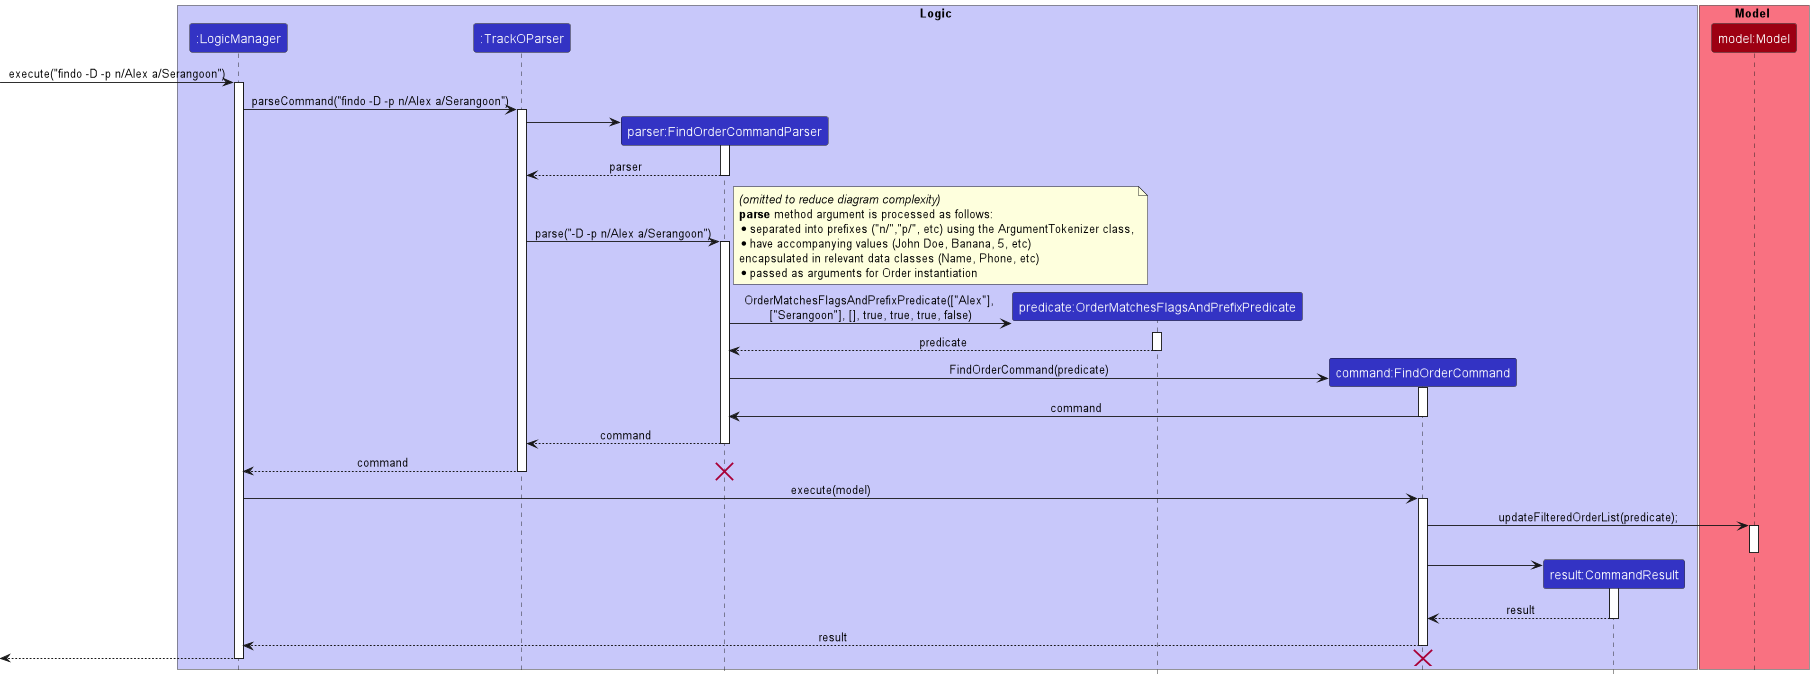 Logic
Model
:LogicManager
:TrackOParser
model:Model
execute("findo -D -p n/Alex a/Serangoon")
parseCommand("findo -D -p n/Alex a/Serangoon")
parser:FindOrderCommandParser
parser
(omitted to reduce diagram complexity)
parse method argument is processed as follows:
• separated into prefixes ("n/","p/", etc) using the ArgumentTokenizer class,
• have accompanying values (John Doe, Banana, 5, etc)
encapsulated in relevant data classes (Name, Phone, etc)
• passed as arguments for Order instantiation
parse("-D -p n/Alex a/Serangoon")
OrderMatchesFlagsAndPrefixPredicate(["Alex"],
["Serangoon"], [], true, true, true, false)
predicate:OrderMatchesFlagsAndPrefixPredicate
predicate
FindOrderCommand(predicate)
command:FindOrderCommand
command
command
command
execute(model)
updateFilteredOrderList(predicate);
result:CommandResult
result
result